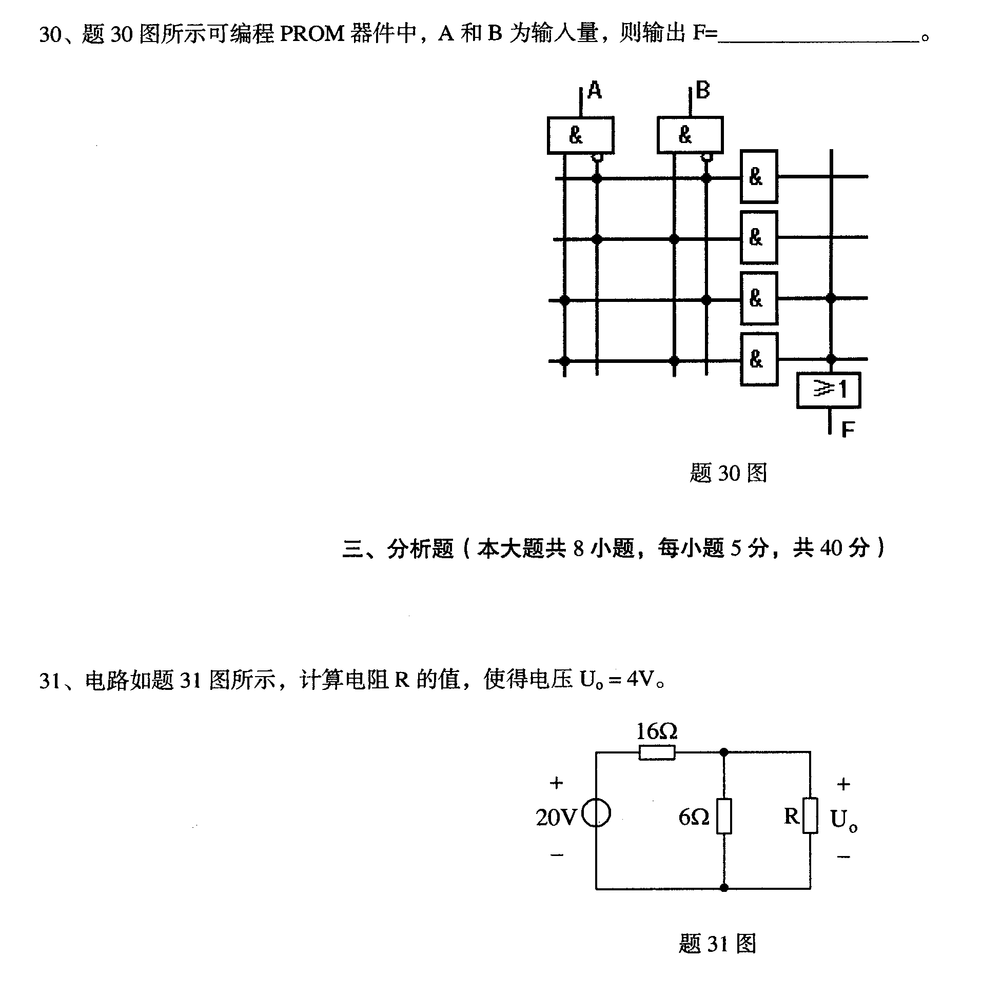 30、题 30 图所示可编程 PROM 器件中，A 和 B 为输入量，则输出 F=__________________。
A B
& &
&
&
&
&
≥1
F
题 30 图
三、分析题（本大题共 8 小题，每小题 5 分，共 40 分）
31、电路如题 31 图所示，计算电阻 R 的值，使得电压 U₀ = 4V。
16Ω
+ +
20V 6Ω R U₀
− −
题 31 图